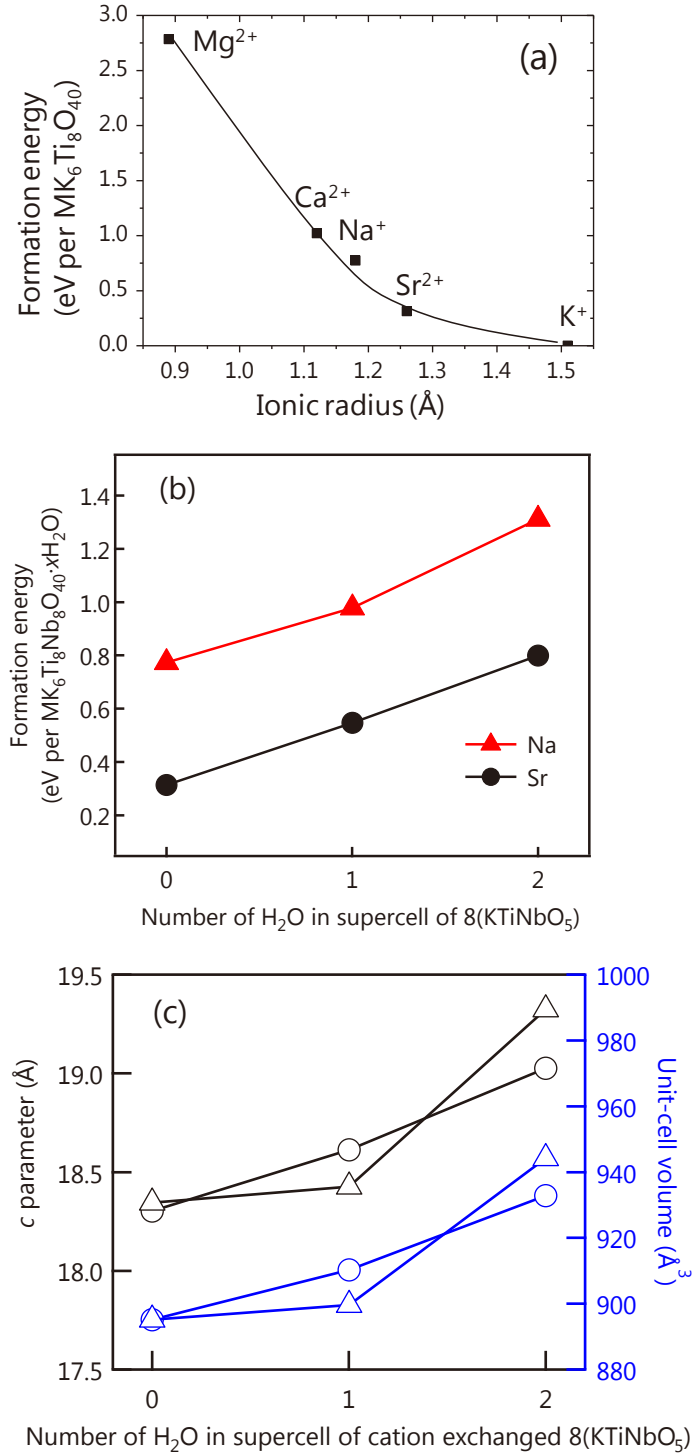 (a)
Formation energy
(eV per MK₆Ti₈O₄₀)
3.0
2.5
2.0
1.5
1.0
0.5
0.0
Mg²⁺
Ca²⁺
Na⁺
Sr²⁺
K⁺
0.9 1.0 1.1 1.2 1.3 1.4 1.5
Ionic radius (Å)
(b)
Formation energy
(eV per MK₆Ti₈Nb₈O₄₀·xH₂O)
1.4
1.2
1.0
0.8
0.6
0.4
0.2
Na
Sr
0 1 2
Number of H₂O in supercell of 8(KTiNbO₅)
(c)
c parameter (Å)
19.5
19.0
18.5
18.0
17.5
1000
980
960
940
920
900
880
Unit-cell volume (Å³)
0 1 2
Number of H₂O in supercell of cation exchanged 8(KTiNbO₅)